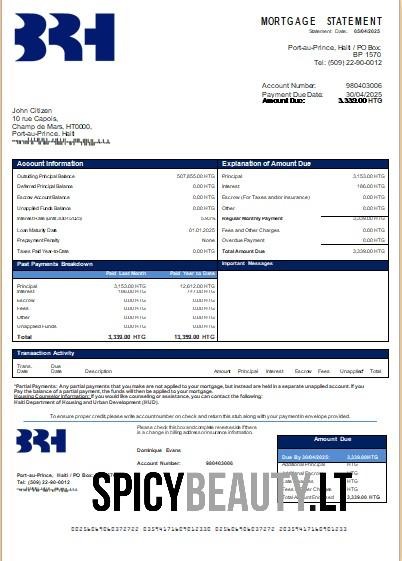 BRH
MORTGAGE STATEMENT
Statement Date: 05/04/2025
Port-au-Prince, Haiti / PO Box:
BP 1570
Tel: (509) 22-90-0012
Account Number: 980403006
Payment Due Date: 30/04/2025
Amount Due: 3,339.00 HTG
John Citizen
10 rue Capois,
Champ de Mars, HT0000,
Port-au-Prince, Haiti
Account Information
Outstanding Principal Balance 507,855.00 HTG
Deferred Principal Balance 0.00 HTG
Escrow Account Balance 0.00 HTG
Unapplied Funds Balance 0.00 HTG
Loan Maturity Date 01.01.2025
Prepayment Penalty None
Taxes Paid Year-to-Date 0.00 HTG
Explanation of Amount Due
Principal 3,153.00 HTG
Interest 186.00 HTG
Escrow (For Taxes and/or Insurance) 0.00 HTG
Other 0.00 HTG
Regular Monthly Payment 3,339.00 HTG
Fees and Other Charges 0.00 HTG
Overdue Payment 0.00 HTG
Total Amount Due 3,339.00 HTG
Past Payments Breakdown
Paid Last Month Paid Year to Date
Principal 3,153.00 HTG 12,612.00 HTG
Interest 186.00 HTG
Escrow 0.00 HTG 0.00 HTG
Fees 0.00 HTG 0.00 HTG
Other 0.00 HTG 0.00 HTG
Unapplied Funds 0.00 HTG 0.00 HTG
Total 3,339.00 HTG 13,359.00 HTG
Important Messages
Transaction Activity
Trans. Date Due Date Description Amount Principal Interest Escrow Fees Unapplied Total
*Partial Payments: Any partial payments that you make are not applied to your mortgage, but instead are held in a separate unapplied account. If you
Pay the balance of a partial payment, the funds will then be applied to your mortgage.
Housing Counselor Information: If you would like counseling or assistance, you can contact the following:
Haiti Department of Housing and Urban Development (HUD).
To ensure proper credit, please write account number on check and return this stub along with your payment in envelope provided.
BRH
Please check this box and complete reverse side if there
is a change in billing address or insurance information.
Dominique Evans
Account Number: 980403006
Port-au-Prince, Haiti / PO Box:
Tel: (509) 22-90-0012
Amount Due
Due By 30/04/2025: 3,339.00 HTG
Additional Principal HTG
Additional Escrow HTG
Late Charges HTG
Fees HTG
Total Amount Enclosed 3,339.00 HTG
SPICYBEAUTY.LT